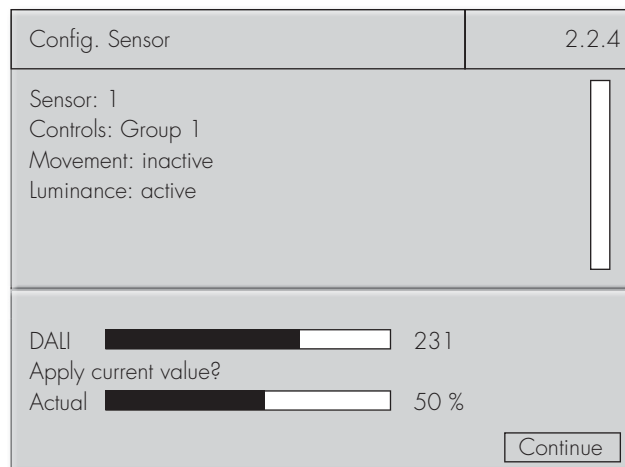 Config. Sensor 2.2.4
Sensor: 1
Controls: Group 1
Movement: inactive
Luminance: active
DALI 231
Apply current value?
Actual 50 %
Continue